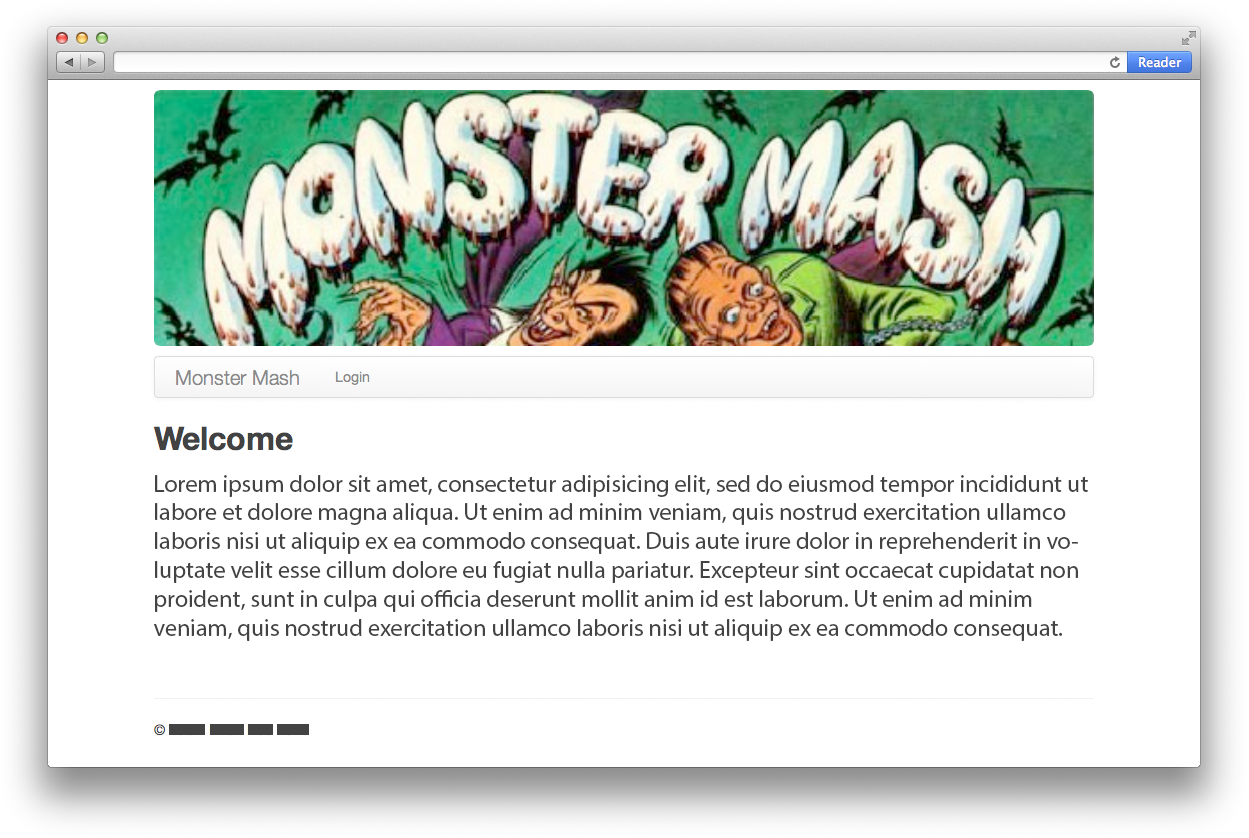 Reader
MONSTER MASH
Monster Mash Login
Welcome
Lorem ipsum dolor sit amet, consectetur adipisicing elit, sed do eiusmod tempor incididunt ut
labore et dolore magna aliqua. Ut enim ad minim veniam, quis nostrud exercitation ullamco
laboris nisi ut aliquip ex ea commodo consequat. Duis aute irure dolor in reprehenderit in vo-
luptate velit esse cillum dolore eu fugiat nulla pariatur. Excepteur sint occaecat cupidatat non
proident, sunt in culpa qui officia deserunt mollit anim id est laborum. Ut enim ad minim
veniam, quis nostrud exercitation ullamco laboris nisi ut aliquip ex ea commodo consequat.
©